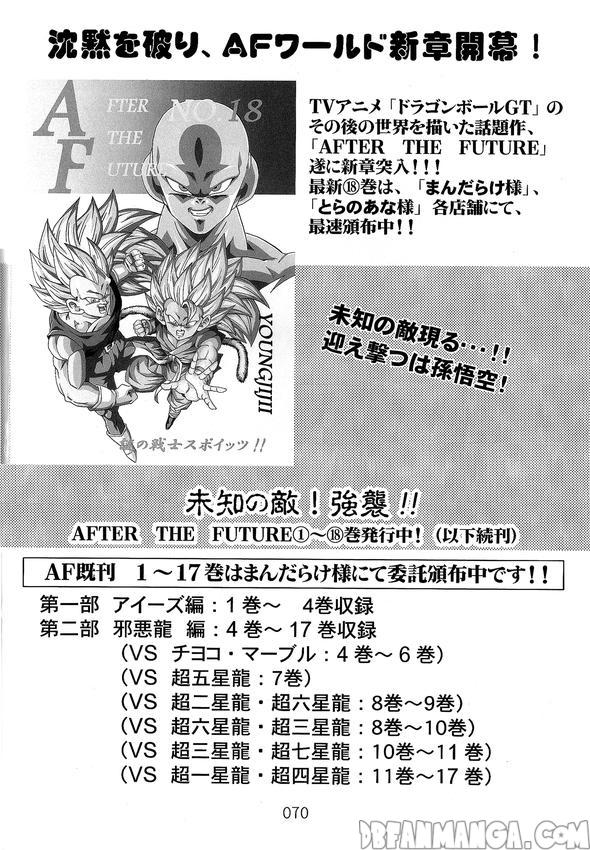 沈黙を破り、AFワールド新章開幕！
AFTER NO.18
THE
FUTURE
TVアニメ「ドラゴンボールGT」の
その後の世界を描いた話題作、
「AFTER THE FUTURE」
遂に新章突入!!!
最新⑱巻は、「まんだらけ様」、
「とらのあな様」各店舗にて、
最速頒布中!!
YOUNGJIJII
の戦士スポイッツ!!
未知の敵現る…!!
迎え撃つは孫悟空!
未知の敵！強襲!!
AFTER THE FUTURE①～⑱巻発行中!（以下続刊）
AF既刊 1～17巻はまんだらけ様にて委託頒布中です!!
第一部 アイーズ編：1巻～ 4巻収録
第二部 邪悪龍 編：4巻～17巻収録
（VS チヨコ・マーブル：4巻～6巻）
（VS 超五星龍：7巻）
（VS 超二星龍・超六星龍：8巻～9巻）
（VS 超六星龍・超三星龍：8巻～10巻）
（VS 超三星龍・超七星龍：10巻～11巻）
（VS 超一星龍・超四星龍：11巻～17巻）
070
DBFANMANGA.COM